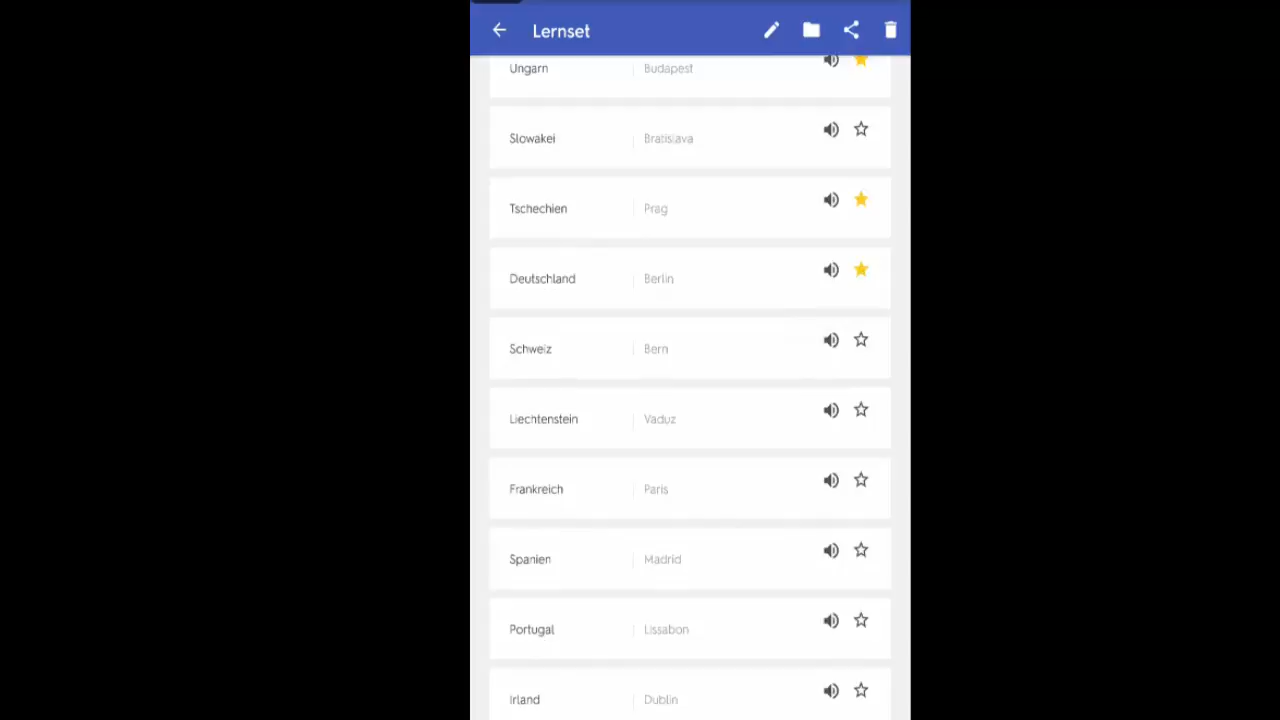 Lernset
Ungarn Budapest
Slowakei Bratislava
Tschechien Prag
Deutschland Berlin
Schweiz Bern
Liechtenstein Vaduz
Frankreich Paris
Spanien Madrid
Portugal Lissabon
Irland Dublin